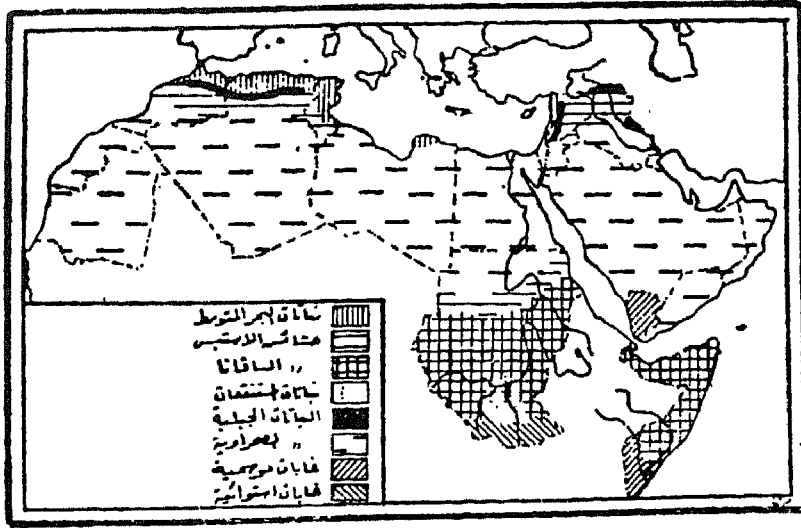 نباتات البحر المتوسط
حشائش الاستبس
〃 السافانا
نباتات المستنقعات
النباتات الجبلية
〃 الصحراوية
غابات موسمية
غابات استوائية